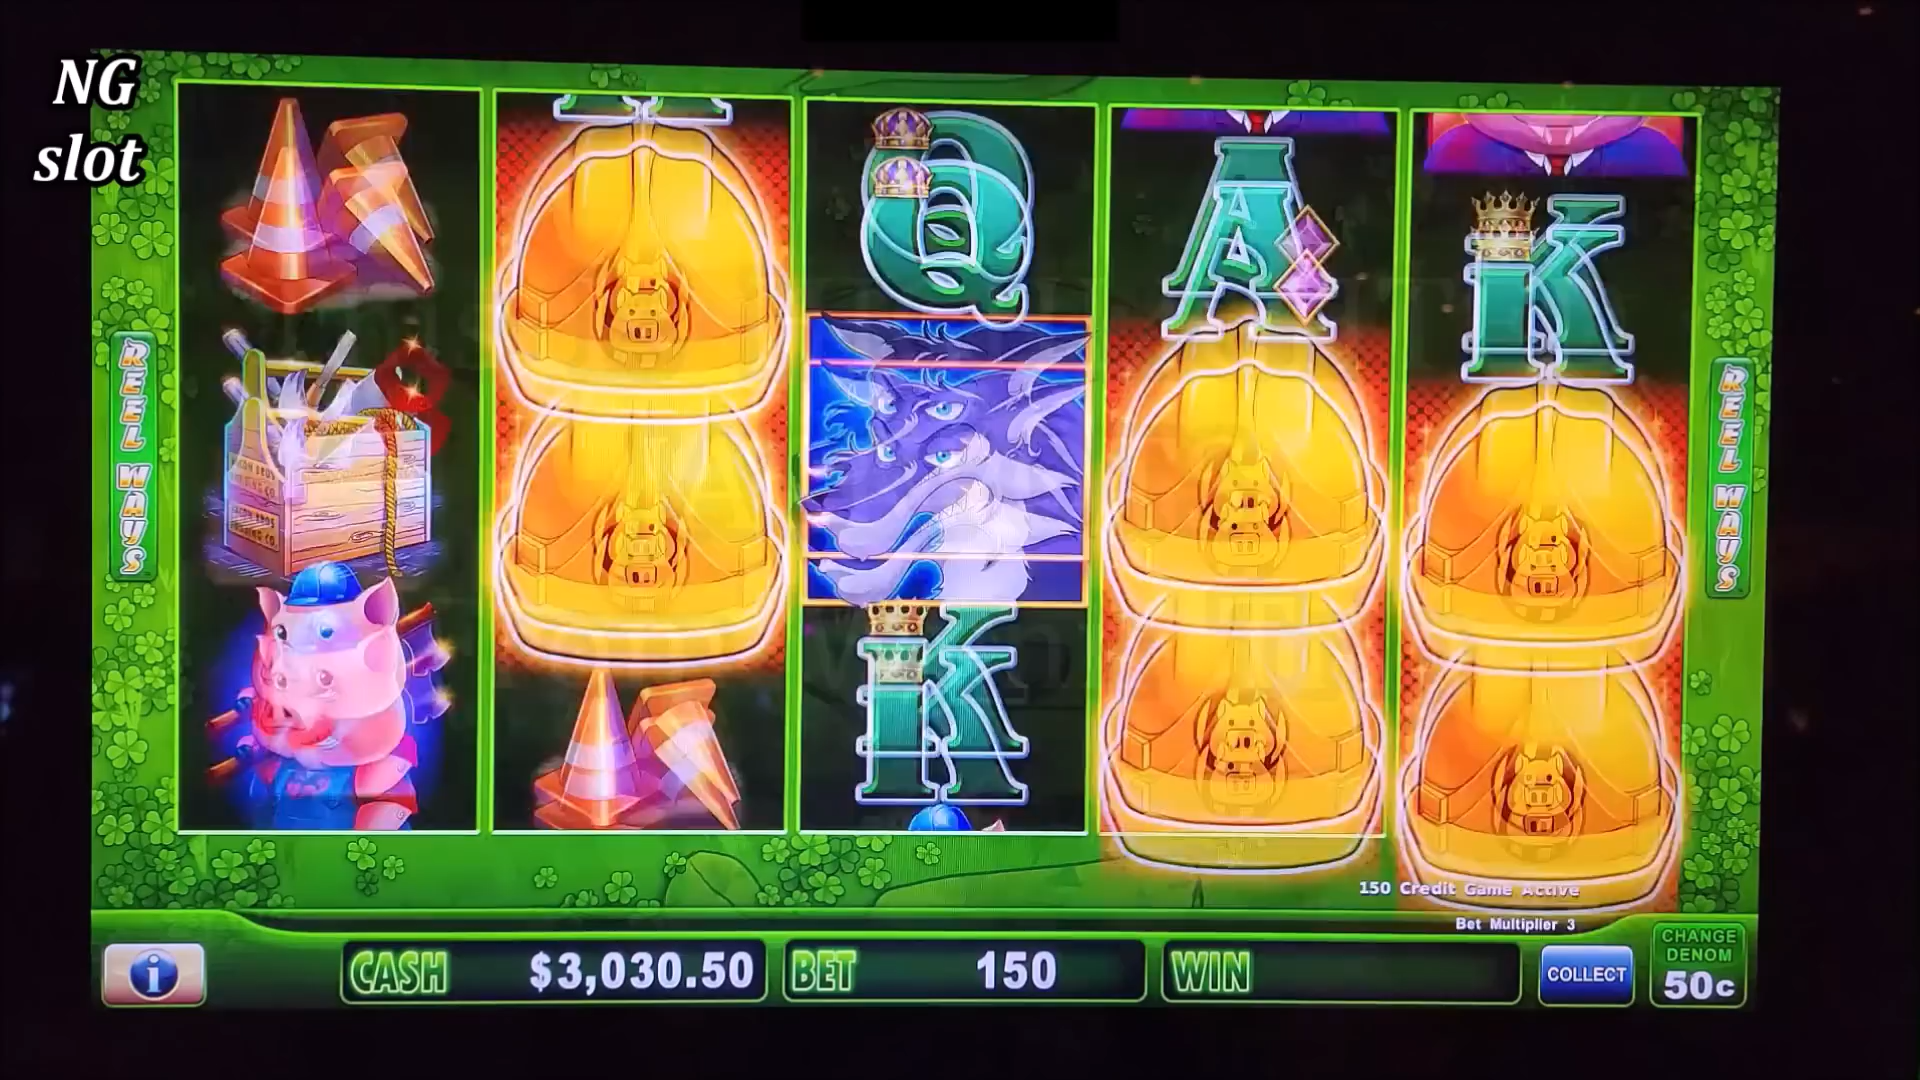 NG
slot
REEL WAYS
REEL WAYS
Q
A
K
K
150 Credit Game Active
Bet Multiplier 3
CASH $3,030.50
BET 150
WIN
COLLECT
CHANGE
DENOM
50c
i